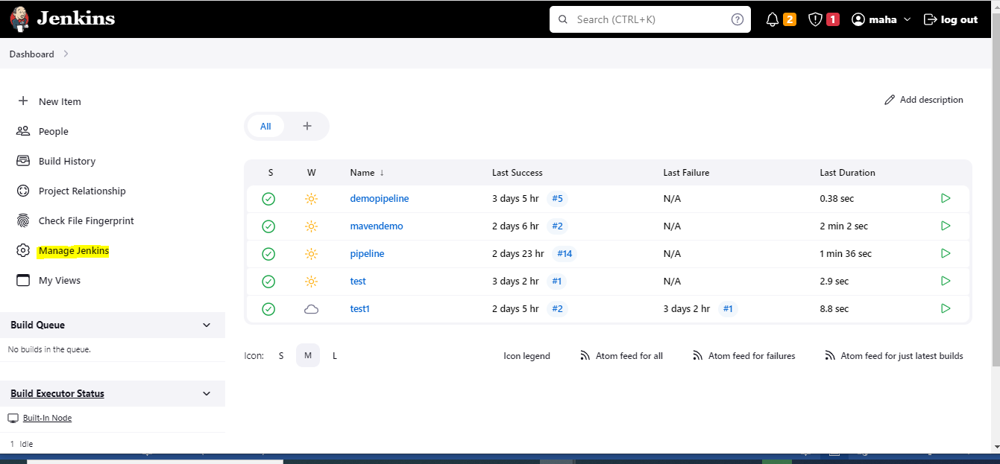 Jenkins
Search (CTRL+K) ? 2 1 maha log out
Dashboard
New Item
Add description
People
All +
Build History
Project Relationship
Check File Fingerprint
Manage Jenkins
My Views
S W Name ↓ Last Success Last Failure Last Duration
demopipeline 3 days 5 hr #5 N/A 0.38 sec
mavendemo 2 days 6 hr #2 N/A 2 min 2 sec
pipeline 2 days 23 hr #14 N/A 1 min 36 sec
test 3 days 2 hr #1 N/A 2.9 sec
test1 2 days 5 hr #2 3 days 2 hr #1 8.8 sec
Build Queue
No builds in the queue.
Icon: S M L Icon legend Atom feed for all Atom feed for failures Atom feed for just latest builds
Build Executor Status
Built-In Node
1 Idle